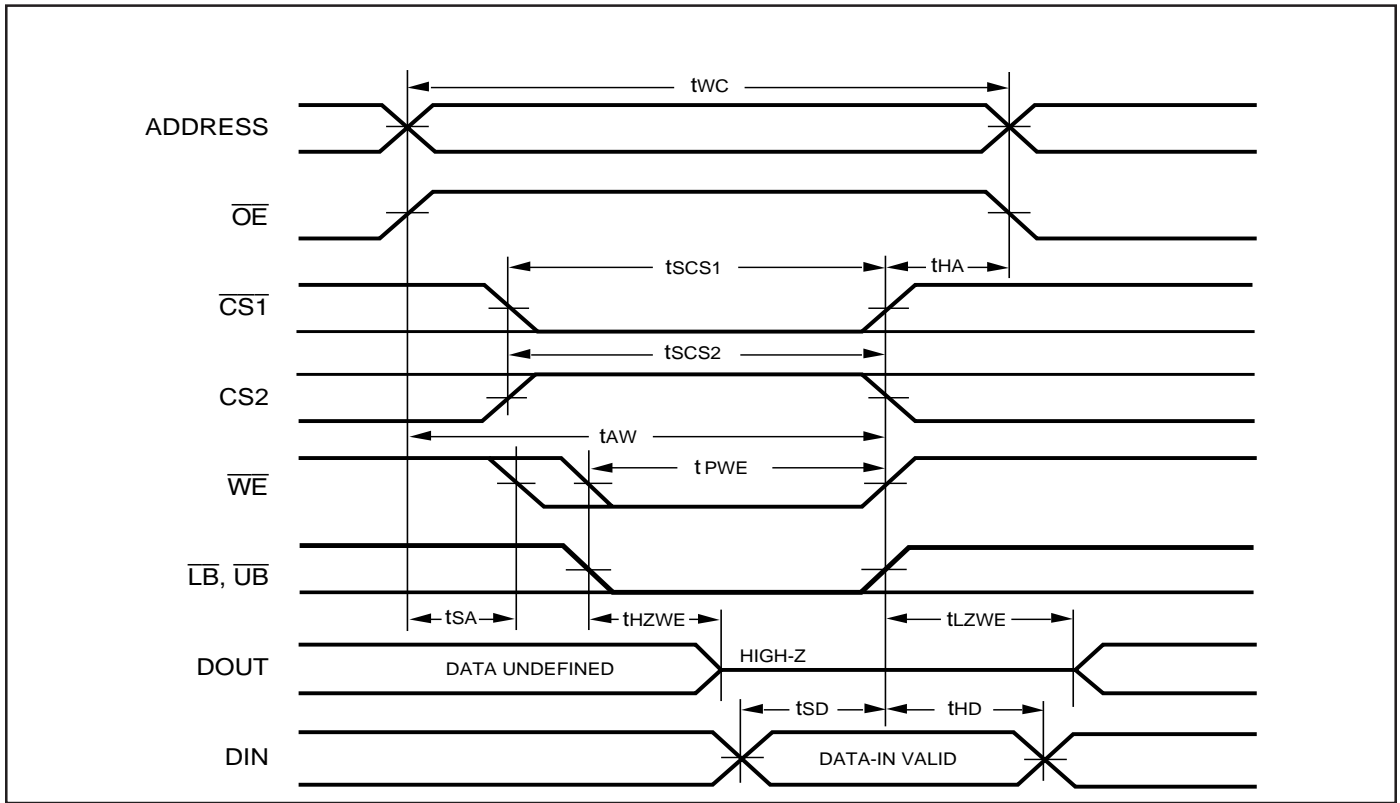 tWC
ADDRESS
OE
tSCS1
tHA
CS1
tSCS2
CS2
tAW
tPWE
WE
LB, UB
tSA
tHZWE
tLZWE
DOUT
DATA UNDEFINED
HIGH-Z
tSD
tHD
DIN
DATA-IN VALID